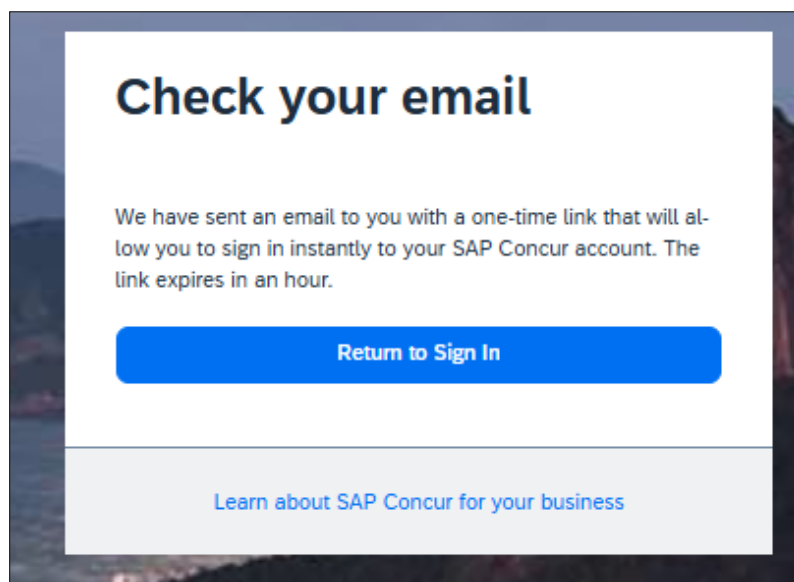 Check your email
We have sent an email to you with a one-time link that will al-
low you to sign in instantly to your SAP Concur account. The
link expires in an hour.
Return to Sign In
Learn about SAP Concur for your business